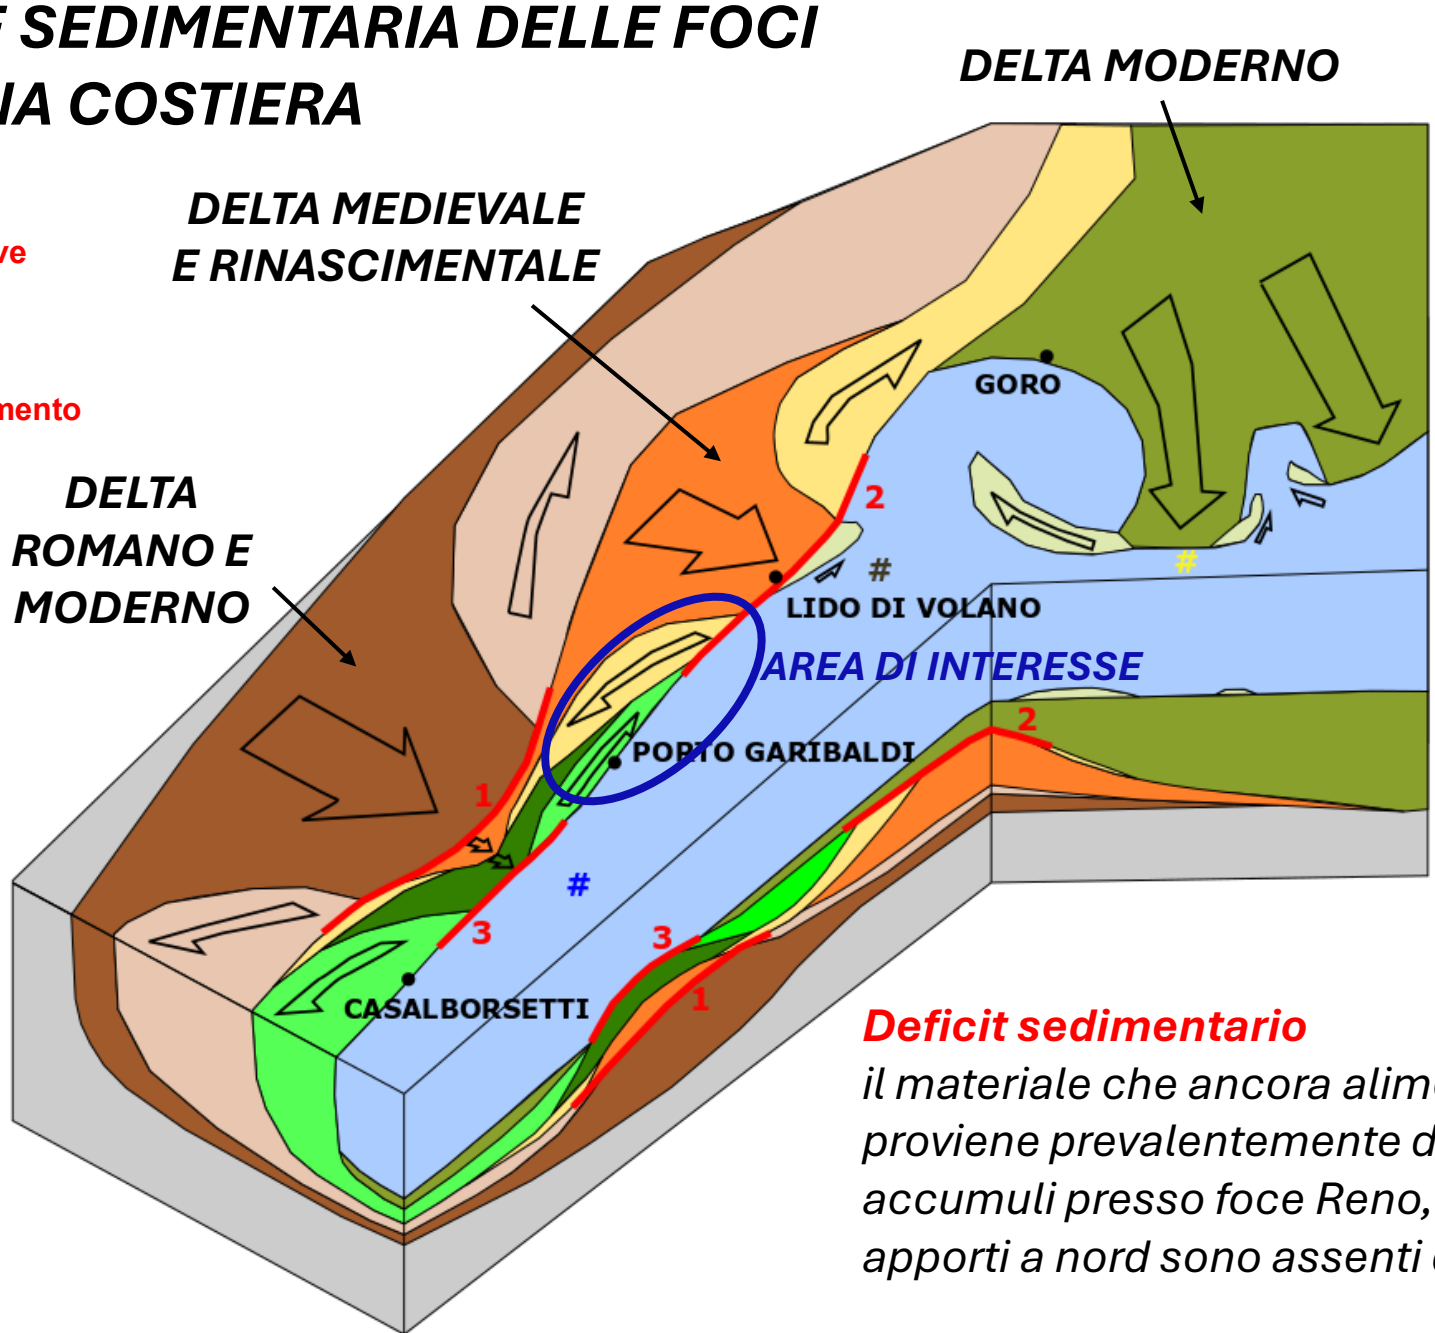 E SEDIMENTARIA DELLE FOCI
NA COSTIERA
DELTA MODERNO
DELTA MEDIEVALE
E RINASCIMENTALE
ve
mento
DELTA
ROMANO E
MODERNO
GORO
2
#
#
LIDO DI VOLANO
AREA DI INTERESSE
2
PORTO GARIBALDI
1
#
3
3
1
CASALBORSETTI
Deficit sedimentario
il materiale che ancora alime
proviene prevalentemente d
accumuli presso foce Reno,
apporti a nord sono assenti